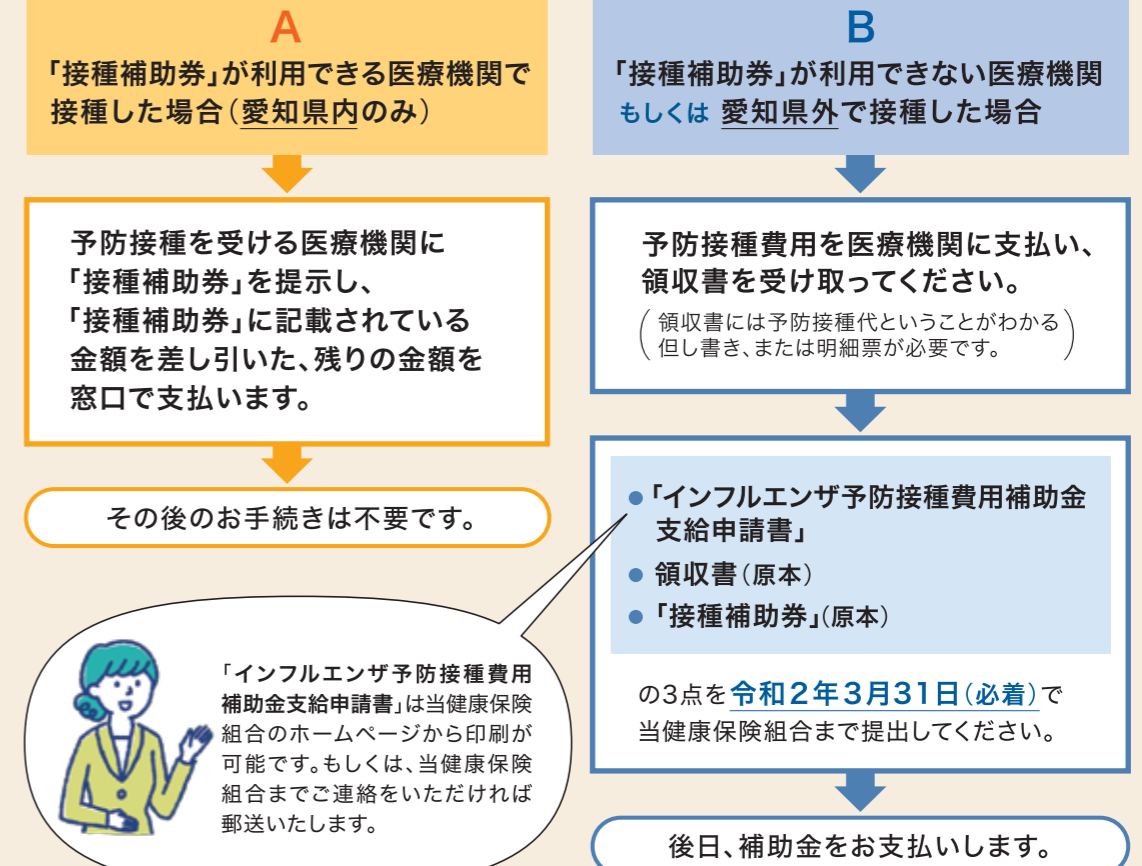 A
「接種補助券」が利用できる医療機関で
接種した場合(愛知県内のみ)
予防接種を受ける医療機関に
「接種補助券」を提示し、
「接種補助券」に記載されている
金額を差し引いた、残りの金額を
窓口で支払います。
その後のお手続きは不要です。
「インフルエンザ予防接種費用
補助金支給申請書」は当健康保険
組合のホームページから印刷が
可能です。もしくは、当健康保険
組合までご連絡をいただければ
郵送いたします。
B
「接種補助券」が利用できない医療機関
もしくは 愛知県外で接種した場合
予防接種費用を医療機関に支払い、
領収書を受け取ってください。
(領収書には予防接種代ということがわかる
但し書き、または明細票が必要です。)
●「インフルエンザ予防接種費用補助金
支給申請書」
● 領収書(原本)
●「接種補助券」(原本)
の3点を令和2年3月31日(必着)で
当健康保険組合まで提出してください。
後日、補助金をお支払いします。